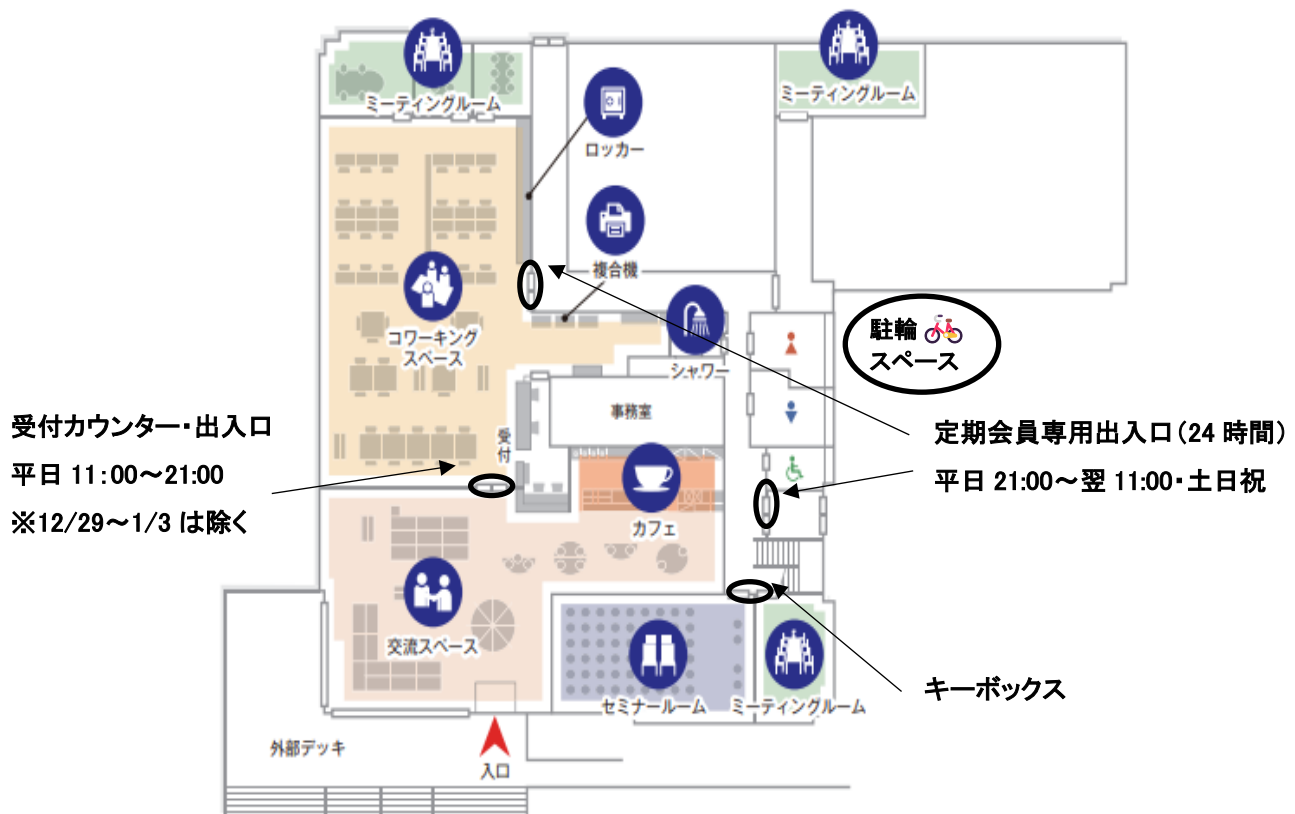 ミーティングルーム
ミーティングルーム
ロッカー
複合機
コワーキング
スペース
シャワー
駐輪🚲
スペース
事務室
受付
受付カウンター・出入口
平日 11:00～21:00
※12/29～1/3 は除く
定期会員専用出入口(24 時間)
平日 21:00～翌 11:00・土日祝
カフェ
交流スペース
セミナールーム
ミーティングルーム
キーボックス
外部デッキ
入口